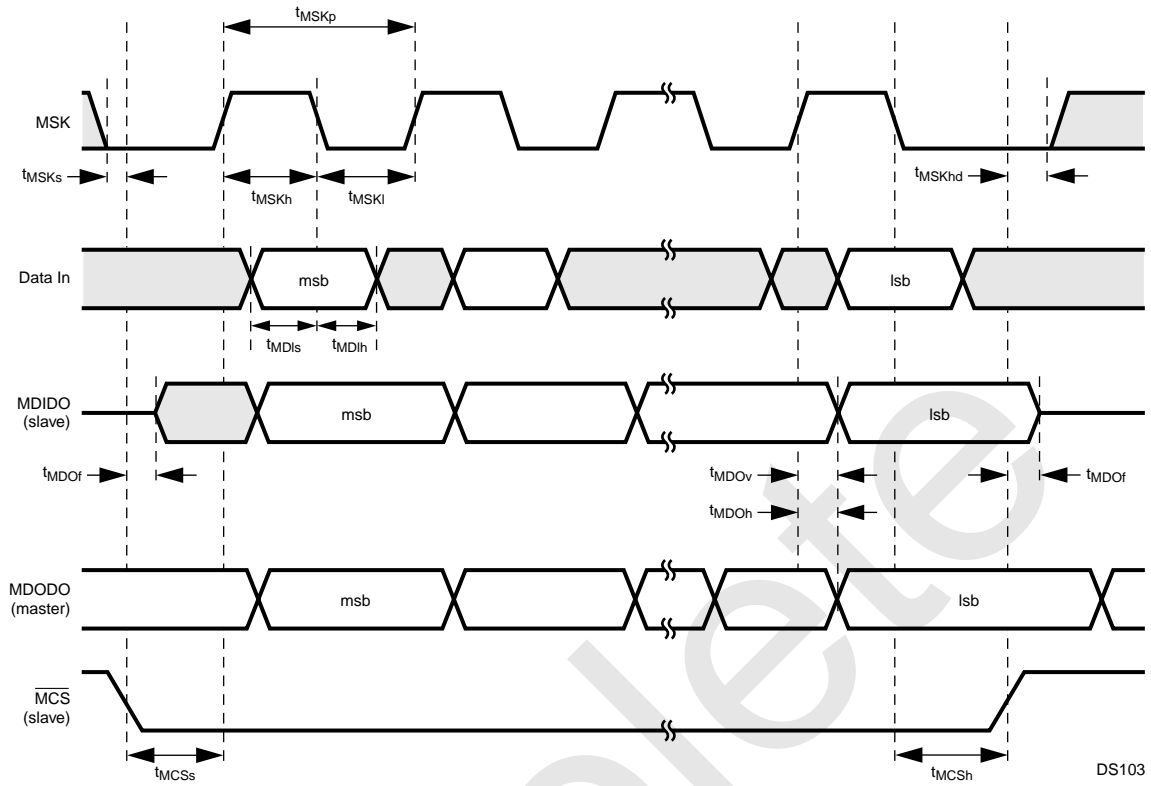 tMSKp
MSK
tMSKs
tMSKh
tMSKl
tMSKhd
Data In
msb
lsb
tMDIs
tMDIh
MDIDO
(slave)
msb
lsb
tMDOf
tMDOv
tMDOf
tMDOh
MDODO
(master)
msb
lsb
MCS
(slave)
tMCSs
tMCSh
DS103